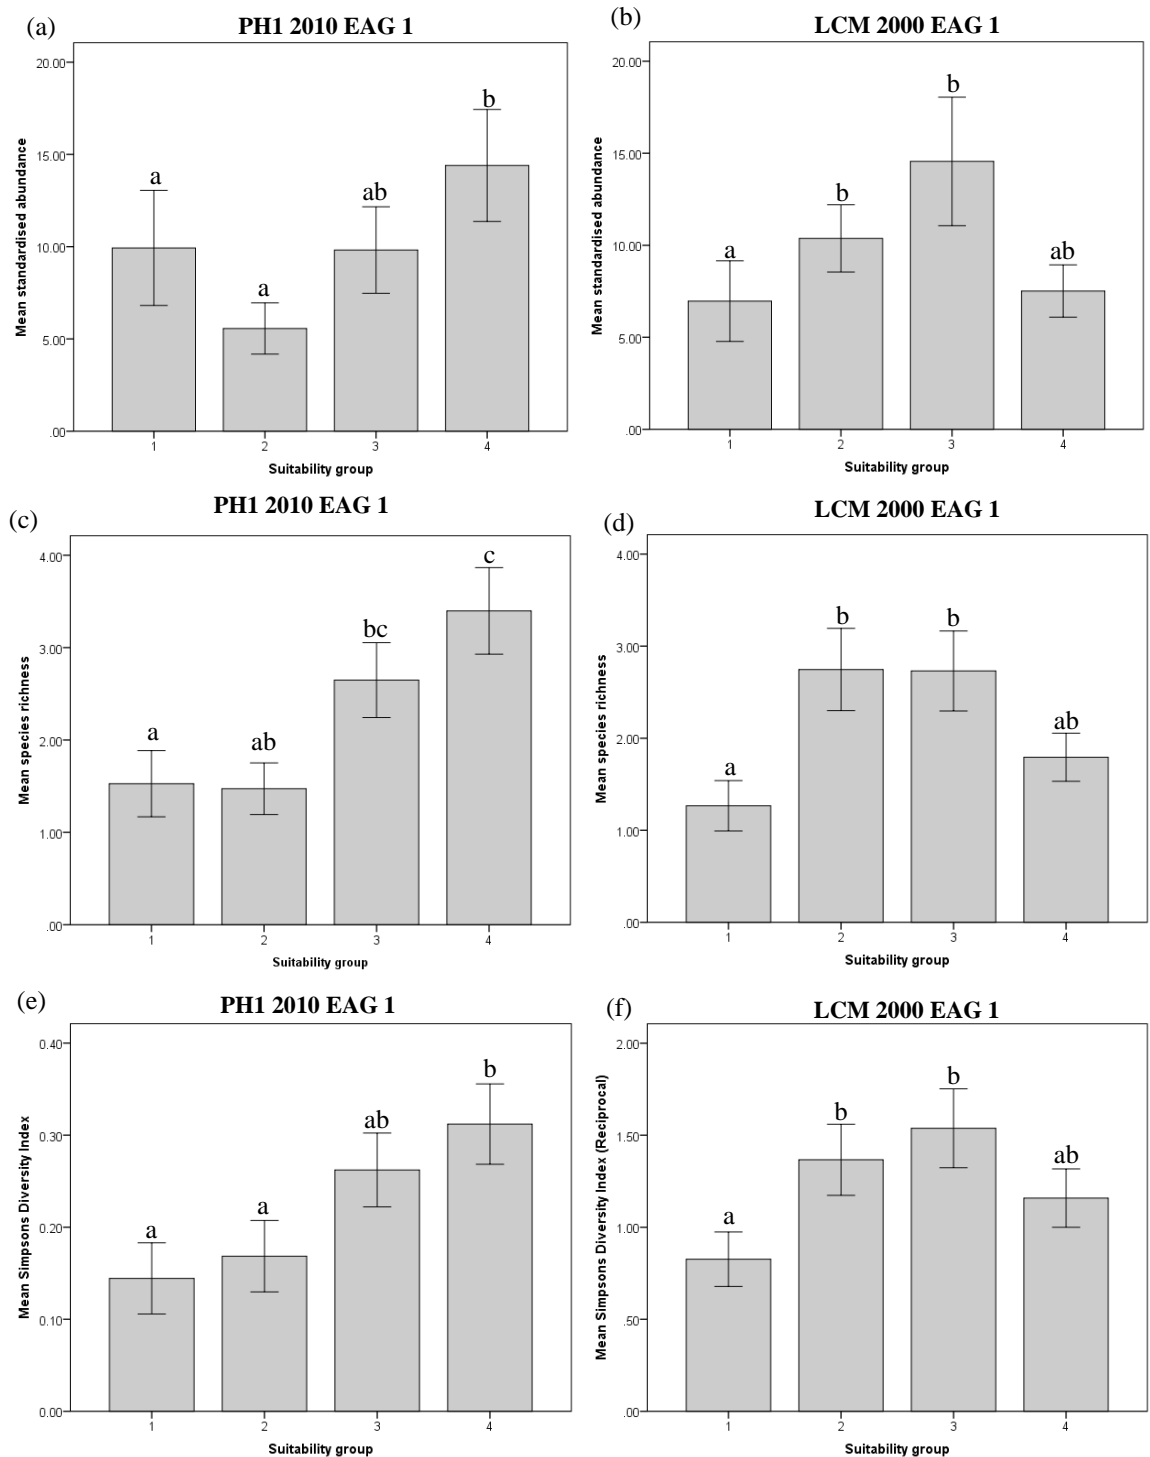 (a)
PH1 2010 EAG 1
20.00
15.00
10.00
5.00
.00
Mean standardised abundance
a
a
ab
b
1 2 3 4
Suitability group
(b)
LCM 2000 EAG 1
20.00
15.00
10.00
5.00
.00
Mean standardised abundance
a
b
b
ab
1 2 3 4
Suitability group
(c)
PH1 2010 EAG 1
4.00
3.00
2.00
1.00
.00
Mean species richness
a
ab
bc
c
1 2 3 4
Suitability group
(d)
LCM 2000 EAG 1
4.00
3.00
2.00
1.00
.00
Mean species richness
a
b
b
ab
1 2 3 4
Suitability group
(e)
PH1 2010 EAG 1
0.40
0.30
0.20
0.10
0.00
Mean Simpsons Diversity Index
a
a
ab
b
1 2 3 4
Suitability group
(f)
LCM 2000 EAG 1
2.00
1.50
1.00
.50
.00
Mean Simpsons Diversity Index (Reciprocal)
a
b
b
ab
1 2 3 4
Suitability group